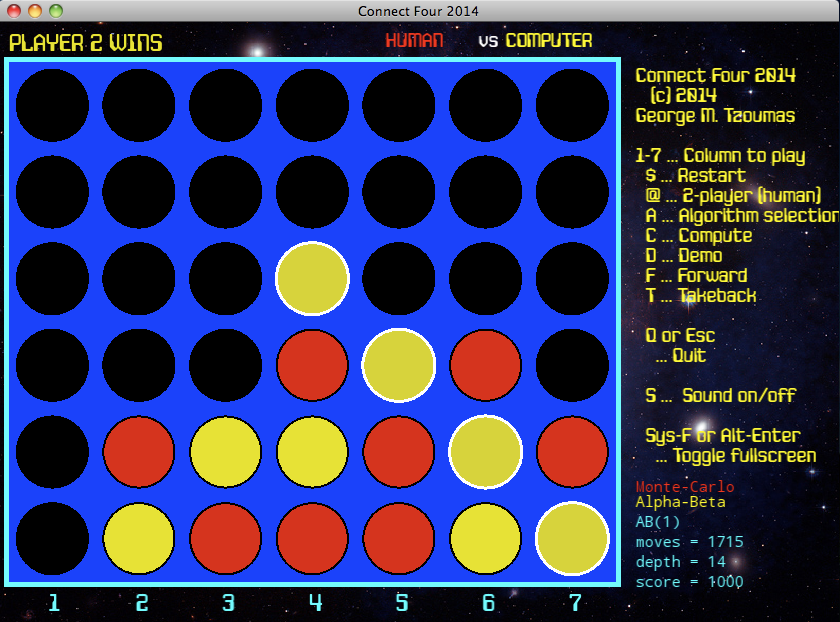 Connect Four 2014
PLAYER 2 WINS
HUMAN vs COMPUTER
Connect Four 2014
(c) 2014
George M. Tzoumas
1-7 ... Column to play
$ ... Restart
@ ... 2-player (human)
A ... Algorithm selection
C ... Compute
D ... Demo
F ... Forward
T ... Takeback
Q or Esc
... Quit
S ... Sound on/off
Sys-F or Alt-Enter
... Toggle fullscreen
Monte-Carlo
Alpha-Beta
AB(1)
moves = 1715
depth = 14
score = 1000
1 2 3 4 5 6 7